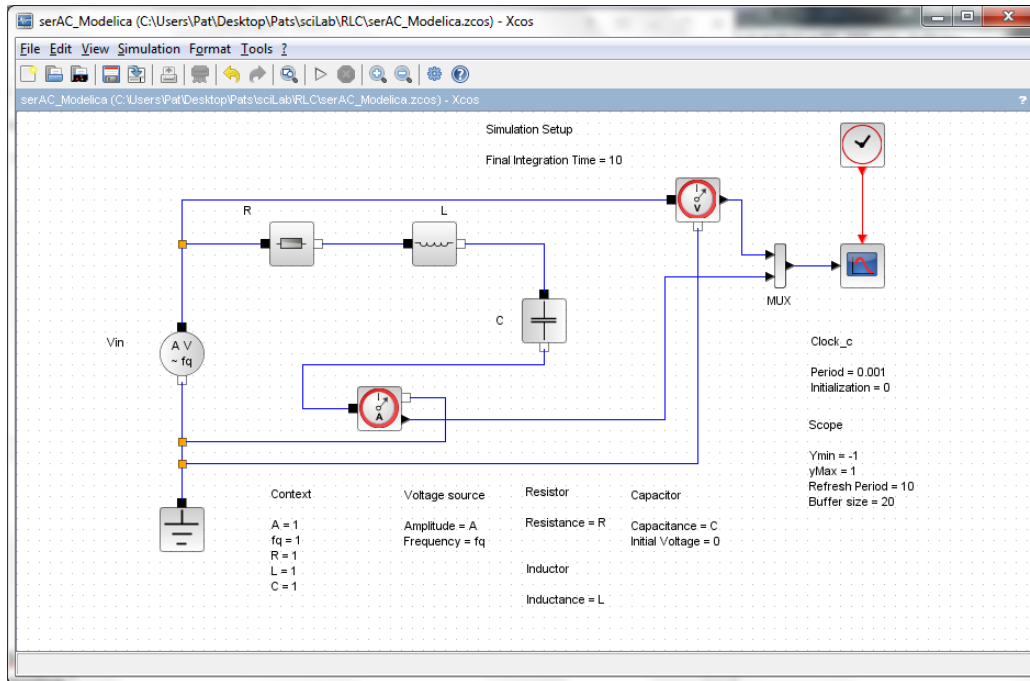 serAC_Modelica (C:\Users\Pat\Desktop\Pats\sciLab\RLC\serAC_Modelica.zcos) - Xcos
File Edit View Simulation Format Tools ?
serAC_Modelica (C:\Users\Pat\Desktop\Pats\sciLab\RLC\serAC_Modelica.zcos) - Xcos ?
Simulation Setup
Final Integration Time = 10
R
L
V
MUX
C
Vin
A V
~ fq
A
Clock_c
Period = 0.001
Initialization = 0
Scope
Ymin = -1
yMax = 1
Refresh Period = 10
Buffer size = 20
Context
A = 1
fq = 1
R = 1
L = 1
C = 1
Voltage source
Amplitude = A
Frequency = fq
Resistor
Resistance = R
Inductor
Inductance = L
Capacitor
Capacitance = C
Initial Voltage = 0